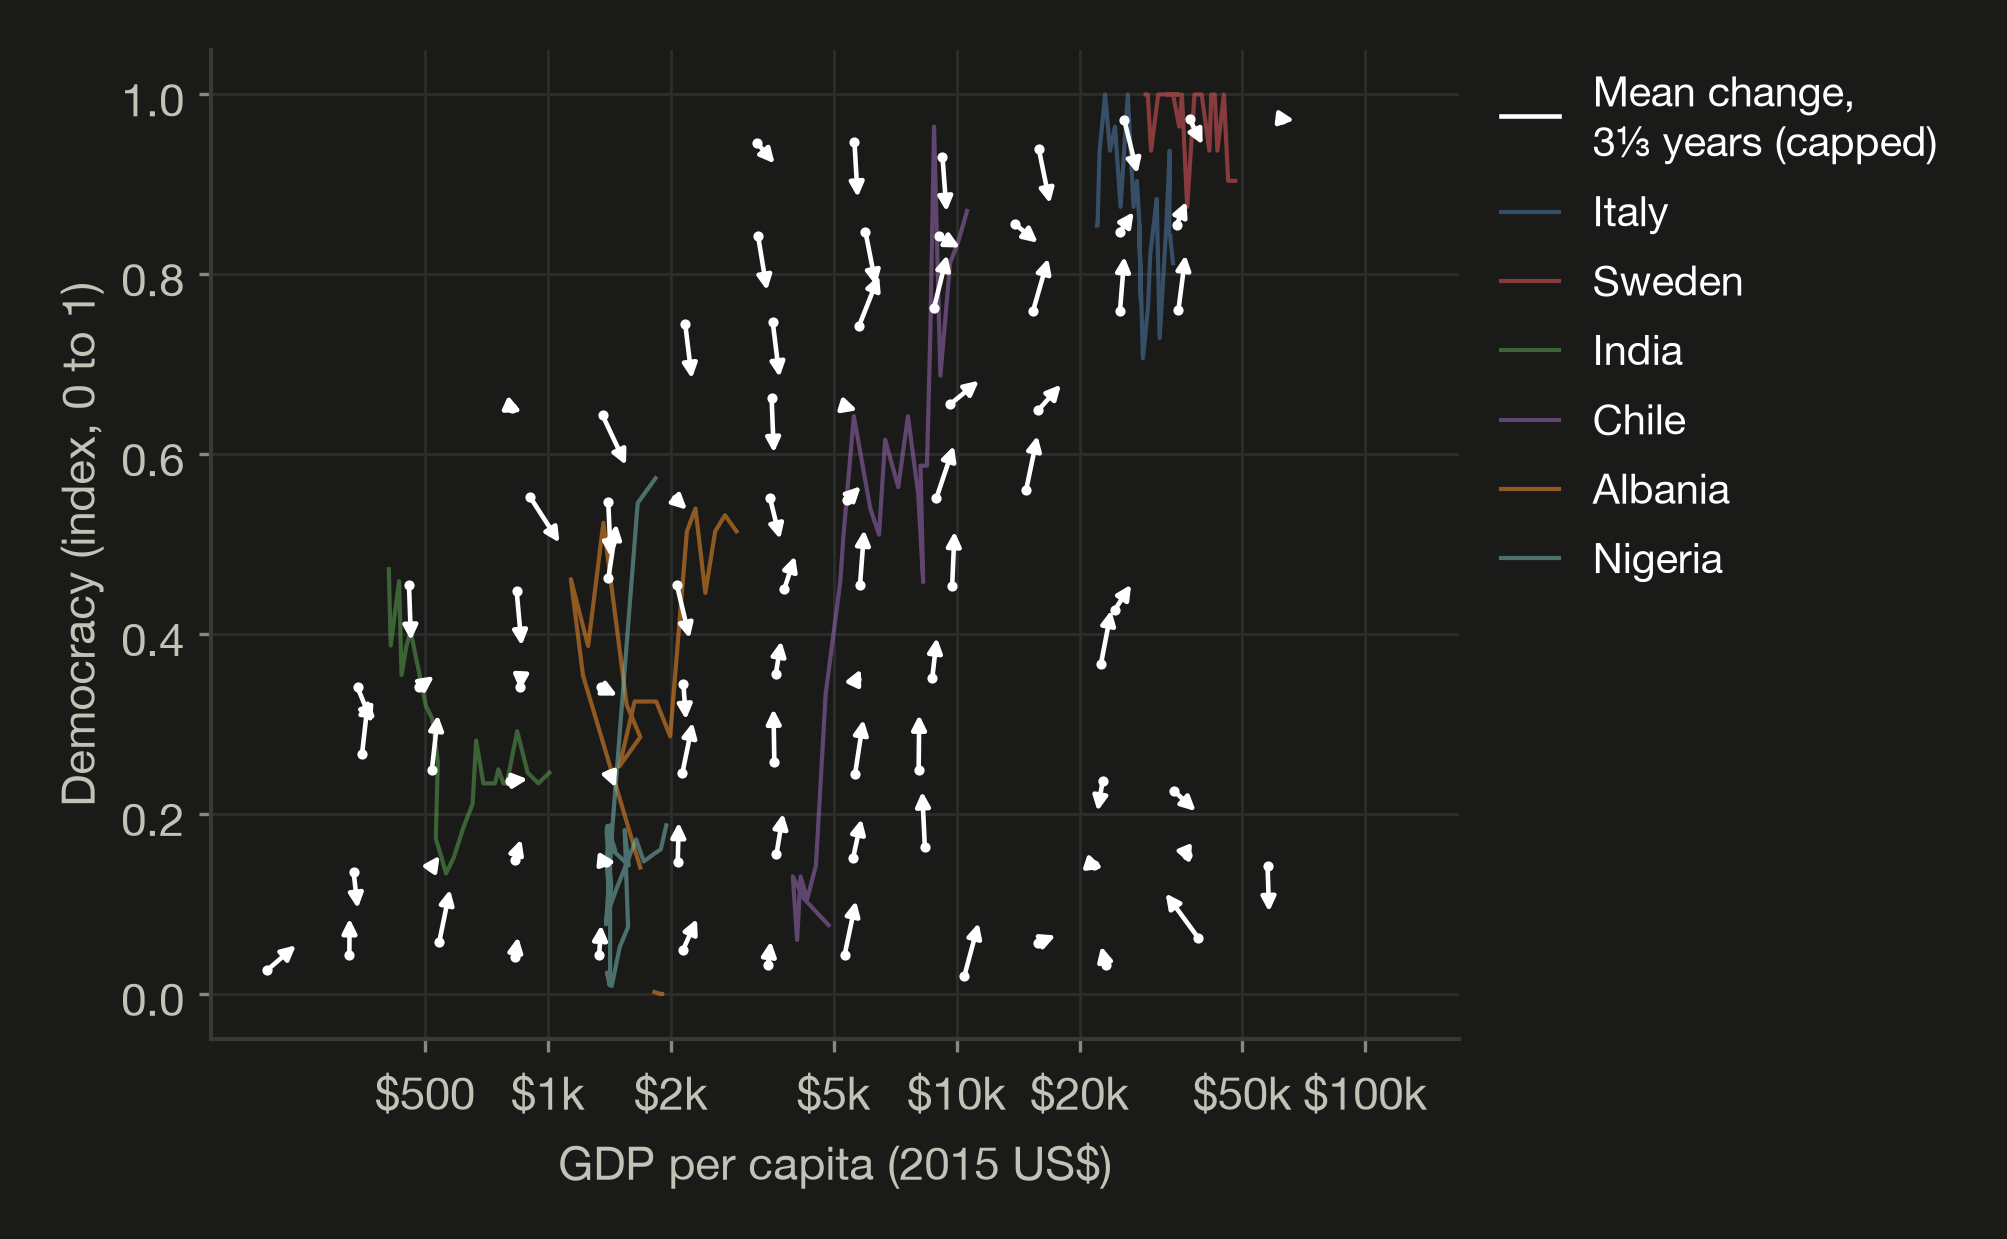 1.0
0.8
0.6
0.4
0.2
0.0
Democracy (index, 0 to 1)
$500
$1k
$2k
$5k
$10k
$20k
$50k
$100k
GDP per capita (2015 US$)
Mean change,
3⅓ years (capped)
Italy
Sweden
India
Chile
Albania
Nigeria